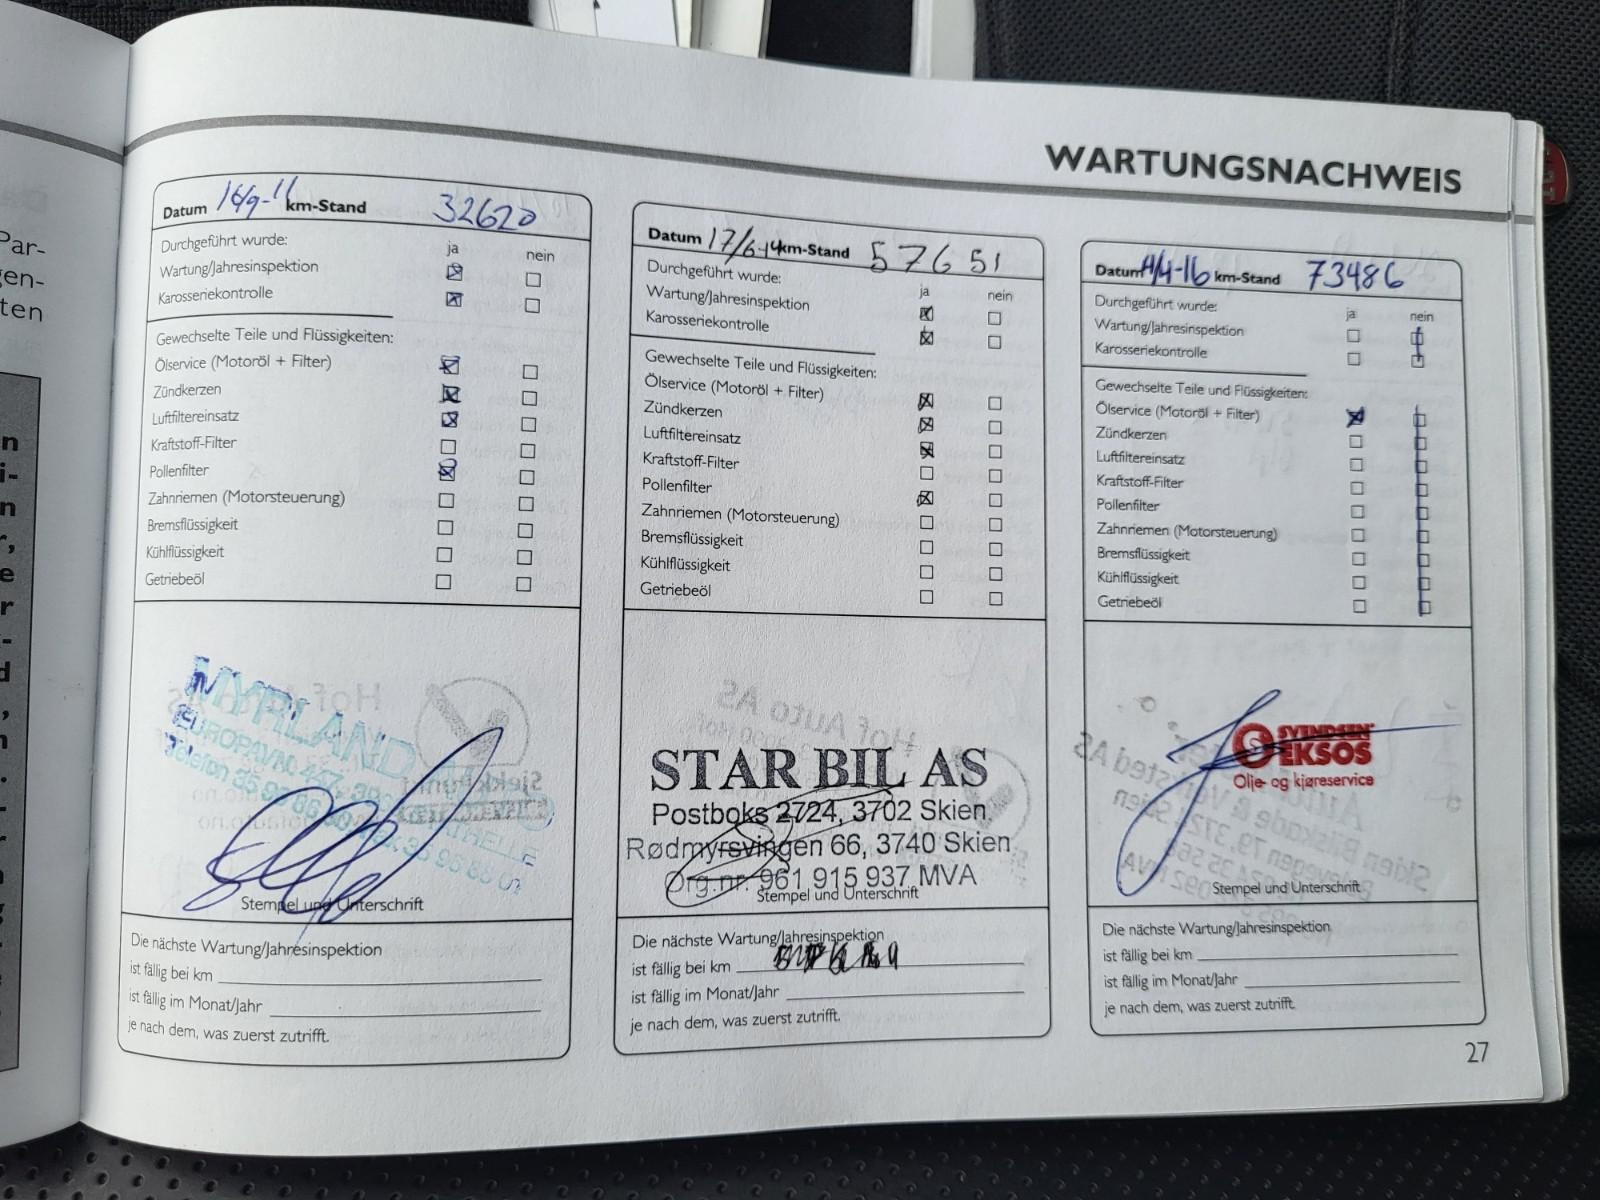 Par-
gen-
ten
n
i-
n
r,
e
r
-
d
,
n
.
-
r
n
WARTUNGSNACHWEIS
Datum 16/9-11 km-Stand 32620
Durchgeführt wurde:
ja nein
Wartung/Jahresinspektion
Karosseriekontrolle
Gewechselte Teile und Flüssigkeiten:
Ölservice (Motoröl + Filter)
Zündkerzen
Luftfiltereinsatz
Kraftstoff-Filter
Pollenfilter
Zahnriemen (Motorsteuerung)
Bremsflüssigkeit
Kühlflüssigkeit
Getriebeöl
MYRLAND
EUROPAVN.
Telefon 35
Stempel und Unterschrift
Die nächste Wartung/Jahresinspektion
ist fällig bei km
ist fällig im Monat/Jahr
je nach dem, was zuerst zutrifft.
Datum 17/6-14 km-Stand 57651
Durchgeführt wurde:
ja nein
Wartung/Jahresinspektion
Karosseriekontrolle
Gewechselte Teile und Flüssigkeiten:
Ölservice (Motoröl + Filter)
Zündkerzen
Luftfiltereinsatz
Kraftstoff-Filter
Pollenfilter
Zahnriemen (Motorsteuerung)
Bremsflüssigkeit
Kühlflüssigkeit
Getriebeöl
STAR BIL AS
Postboks 2724, 3702 Skien.
Rødmyrsvingen 66, 3740 Skien
Org.nr. 961 915 937 MVA
Stempel und Unterschrift
Die nächste Wartung/Jahresinspektion
ist fällig bei km
ist fällig im Monat/Jahr
je nach dem, was zuerst zutrifft.
Datum 4/4-16 km-Stand 73486
Durchgeführt wurde:
ja nein
Wartung/Jahresinspektion
Karosseriekontrolle
Gewechselte Teile und Flüssigkeiten:
Ölservice (Motoröl + Filter)
Zündkerzen
Luftfiltereinsatz
Kraftstoff-Filter
Pollenfilter
Zahnriemen (Motorsteuerung)
Bremsflüssigkeit
Kühlflüssigkeit
Getriebeöl
SVENDSEN
EKSOS
Olje- og kjøreservice
Stempel und Unterschrift
Die nächste Wartung/Jahresinspektion
ist fällig bei km
ist fällig im Monat/Jahr
je nach dem, was zuerst zutrifft.
27